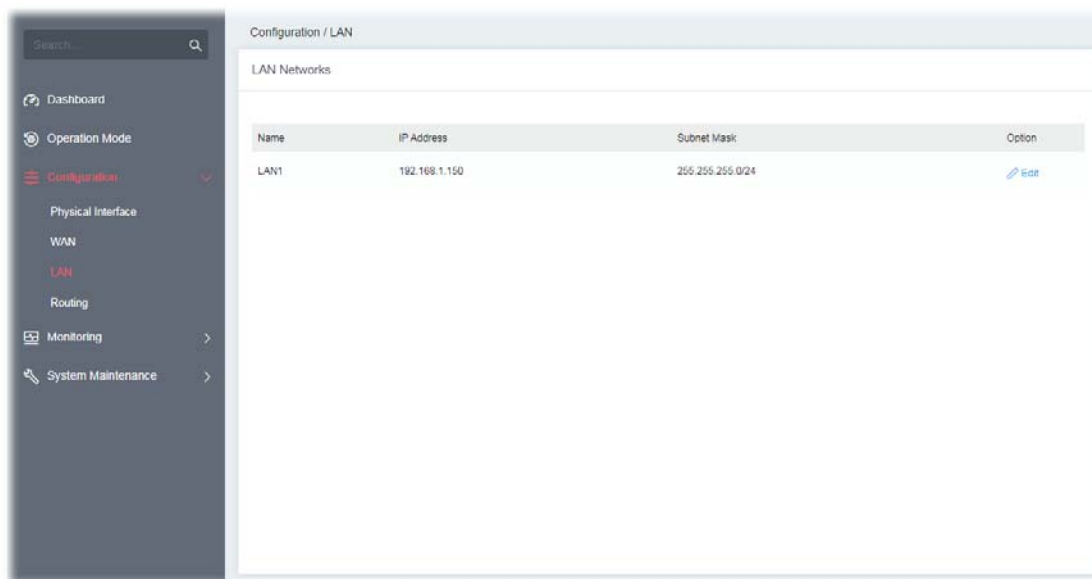 Search...
Dashboard
Operation Mode
Configuration
Physical Interface
WAN
LAN
Routing
Monitoring
System Maintenance
Configuration / LAN
LAN Networks
Name IP Address Subnet Mask Option
LAN1 192.168.1.150 255.255.255.0/24 Edit